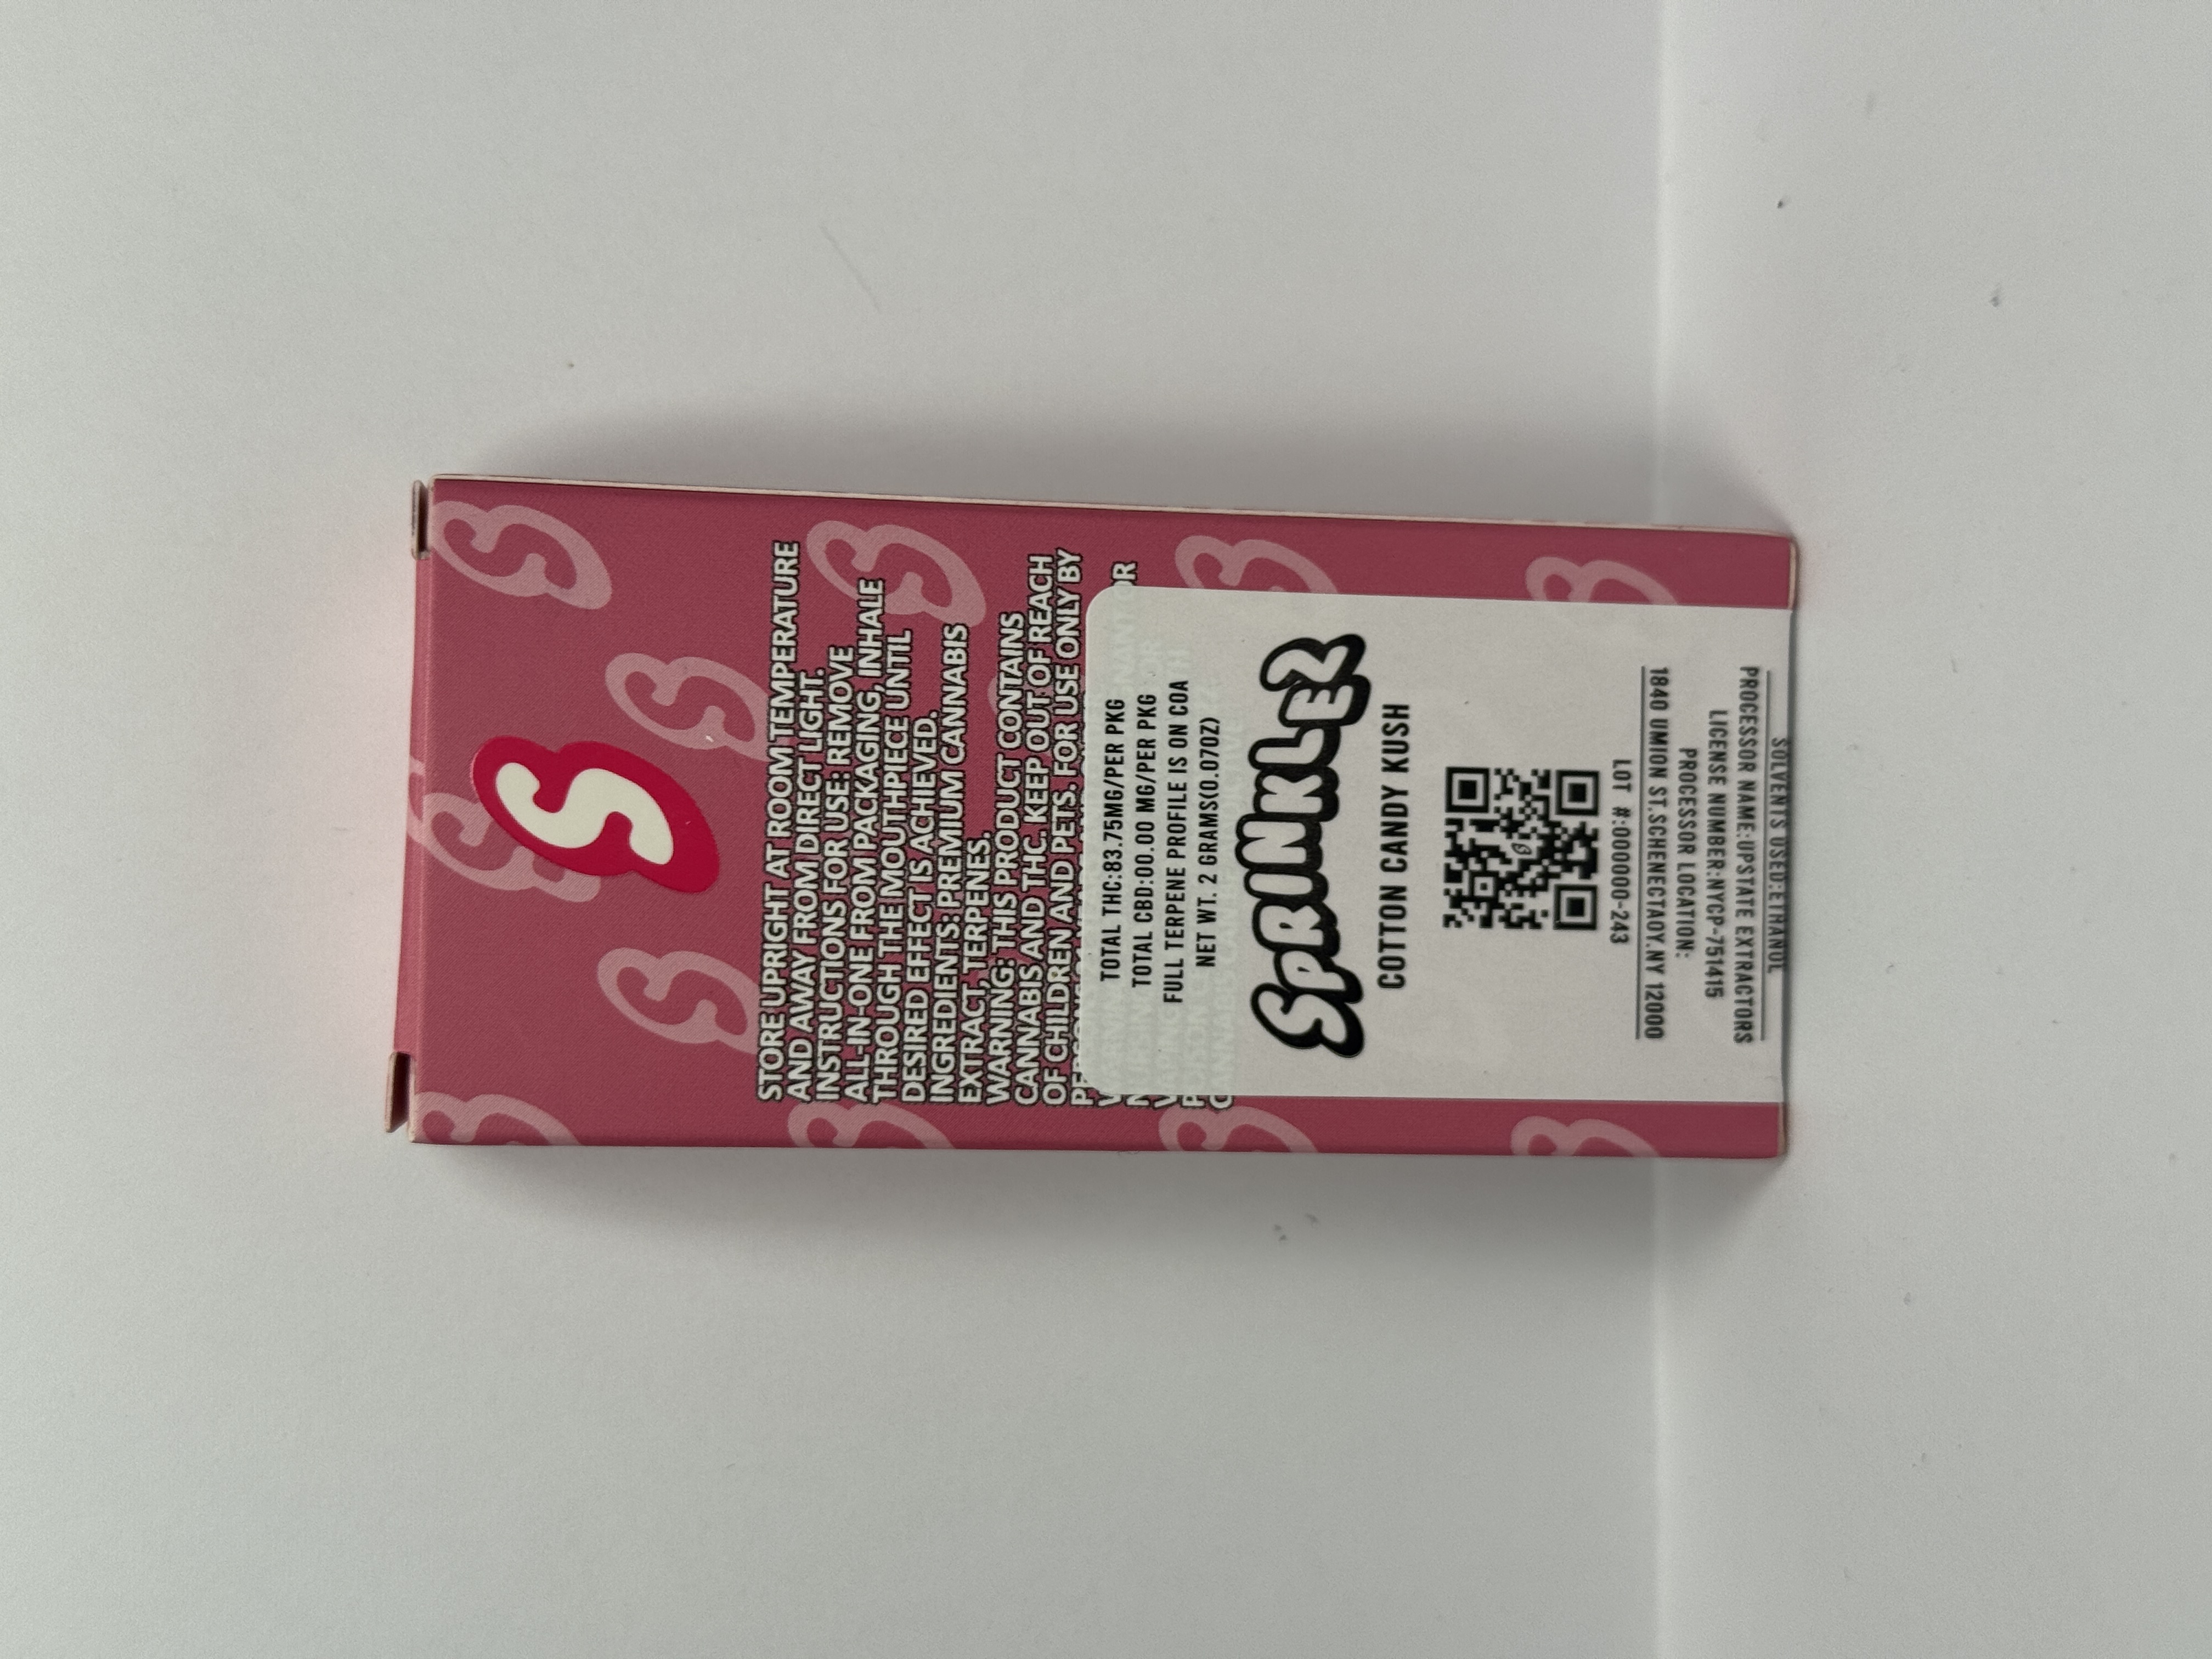 S
STORE UPRIGHT AT ROOM TEMPERATURE
AND AWAY FROM DIRECT LIGHT.
INSTRUCTIONS FOR USE: REMOVE
ALL-IN-ONE FROM PACKAGING, INHALE
THROUGH THE MOUTHPIECE UNTIL
DESIRED EFFECT IS ACHIEVED.
INGREDIENTS: PREMIUM CANNABIS
EXTRACT, TERPENES.
WARNING: THIS PRODUCT CONTAINS
CANNABIS AND THC. KEEP OUT OF REACH
OF CHILDREN AND PETS. FOR USE ONLY BY
TOTAL THC:83.75MG/PER PKG
TOTAL CBD:00.00 MG/PER PKG
FULL TERPENE PROFILE IS ON COA
NET WT. 2 GRAMS(0.070Z)
SPRINKLEZ
COTTON CANDY KUSH
LOT #:000000-243
1840 UMION ST.SCHENECTAOY.NY 12000
PROCESSOR LOCATION:
LICENSE NUMBER:NYCP-751415
PROCESSOR NAME:UPSTATE EXTRACTORS
SOLVENTS USED:ETHANOL